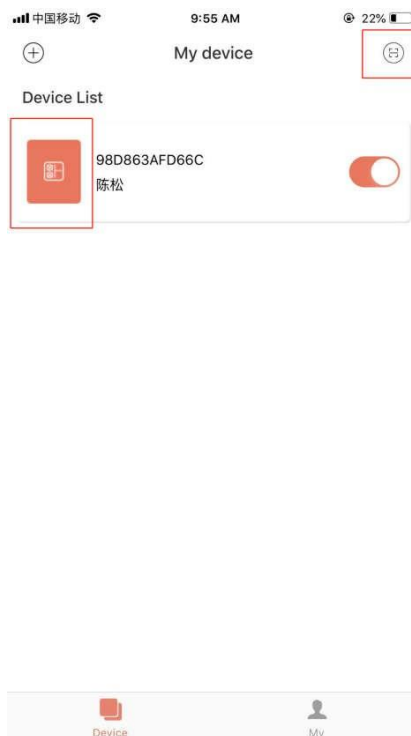 中国移动 9:55 AM 22%
My device
Device List
98D863AFD66C
陈松
Device My